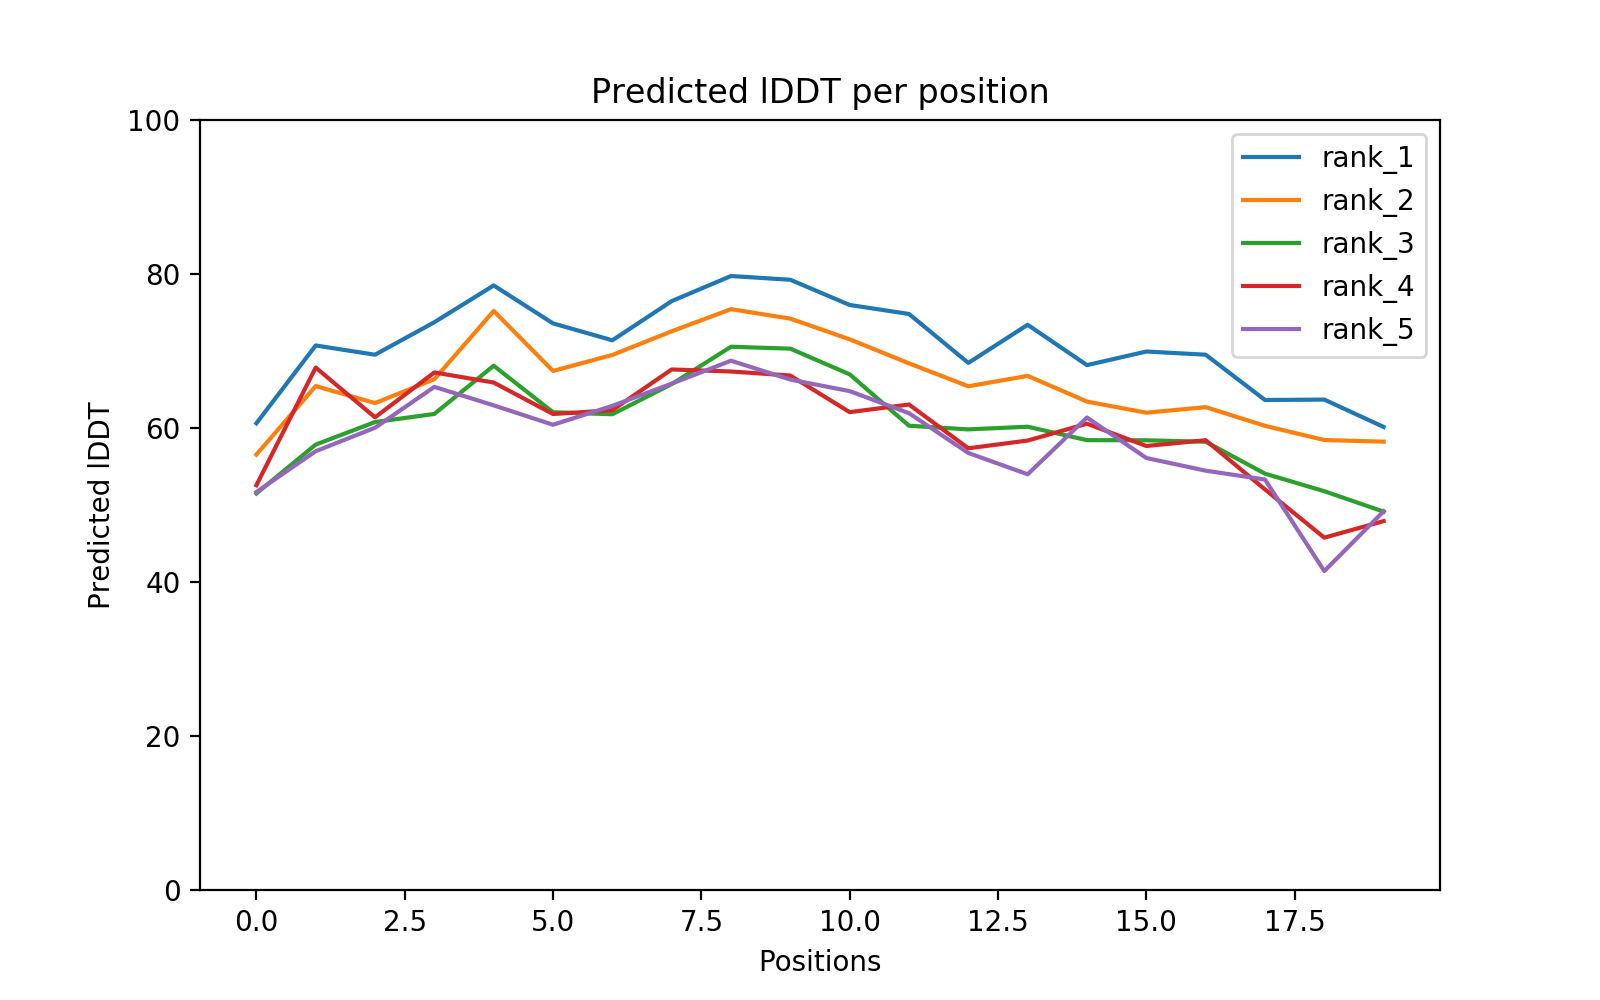 Predicted lDDT per position
100
80
60
40
20
0
Predicted lDDT
rank_1
rank_2
rank_3
rank_4
rank_5
0.0 2.5 5.0 7.5 10.0 12.5 15.0 17.5
Positions